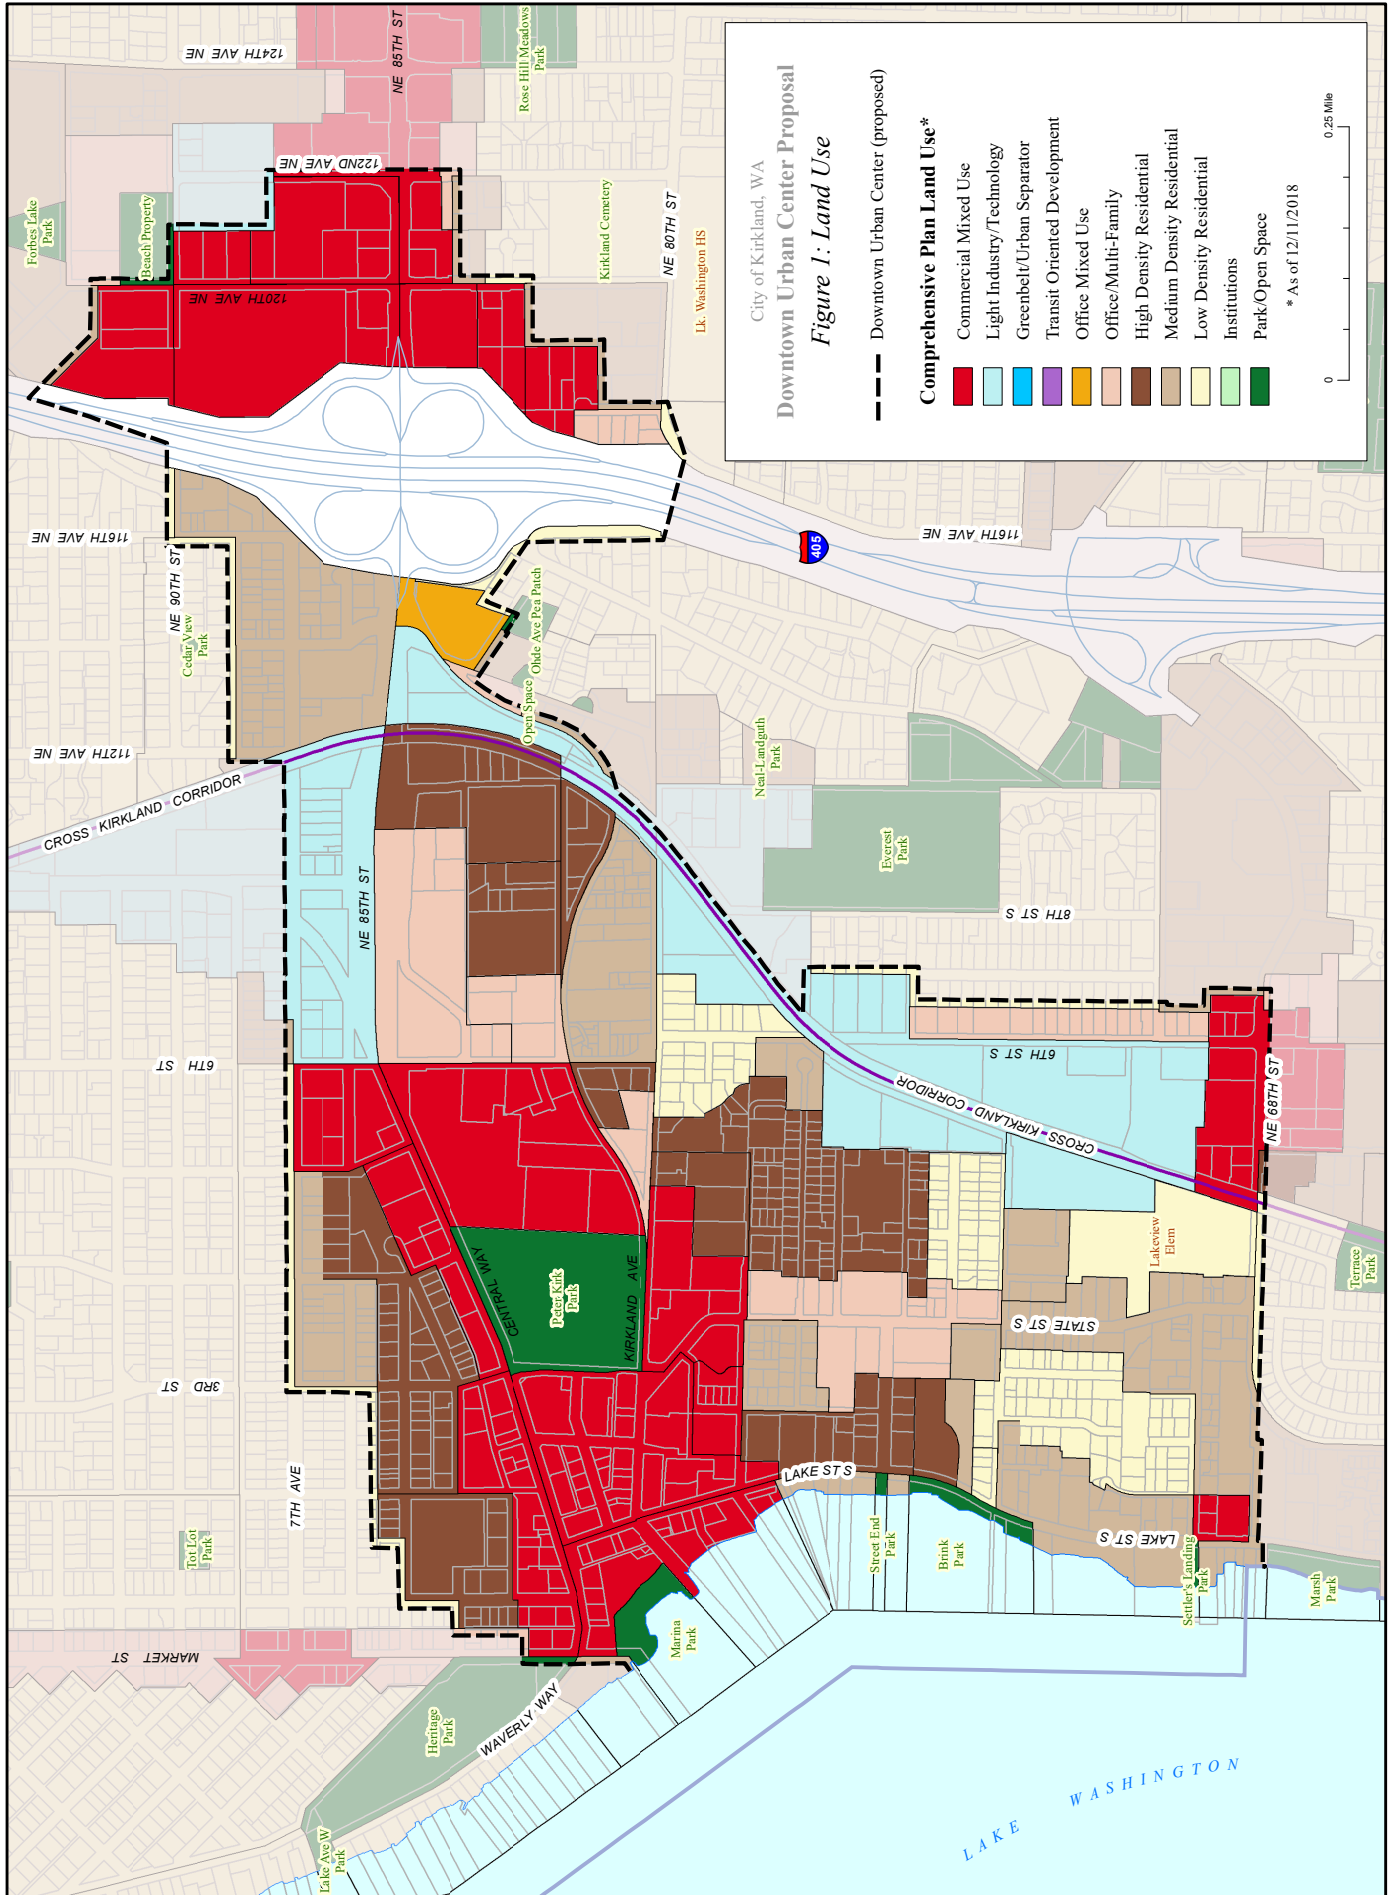 City of Kirkland, WA
Downtown Urban Center Proposal
Figure 1: Land Use
Downtown Urban Center (proposed)
Comprehensive Plan Land Use*
Commercial Mixed Use
Light Industry/Technology
Greenbelt/Urban Separator
Transit Oriented Development
Office Mixed Use
Office/Multi-Family
High Density Residential
Medium Density Residential
Low Density Residential
Institutions
Park/Open Space
* As of 112/11/2018
0
0.25 Mile
Forbes Lake
Park
Beach Property
124TH AVE NE
NE 85TH ST
Rose Hill Meadows
Park
122ND AVE NE
120TH AVE NE
Kirkland Cemetery
NE 80TH ST
Lk. Washington HS
116TH AVE NE
NE 90TH ST
Cedar View
Park
112TH AVE NE
CROSS KIRKLAND CORRIDOR
Ohde Ave Pea Patch
Open Space
405
116TH AVE NE
Neal-Landguth
Park
Everest
Park
8TH ST S
NE 85TH ST
6TH ST
6TH ST S
CROSS KIRKLAND CORRIDOR
CROSS KIRKLAND CORRIDOR
NE 68TH ST
Lakeview
Elem
Terrace
Park
CENTRAL WAY
Peter Kirk
Park
KIRKLAND AVE
STATE ST S
3RD ST
7TH AVE
LAKE ST S
LAKE ST S
Tot Lot
Park
Street End
Park
Brink
Park
Settler's Landing
Park
Marsh
Park
MARKET ST
Marina
Park
Heritage
Park
WAVERLY WAY
Lake Ave W
Park
LAKE WASHINGTON